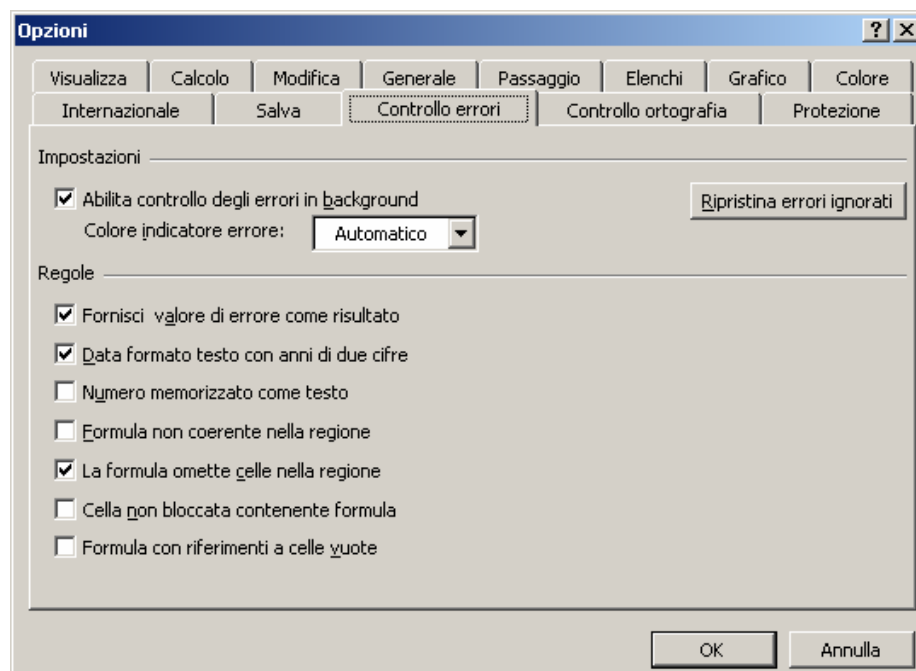 Opzioni
Visualizza Calcolo Modifica Generale Passaggio Elenchi Grafico Colore
Internazionale Salva Controllo errori Controllo ortografia Protezione
Impostazioni
Abilita controllo degli errori in background Ripristina errori ignorati
Colore indicatore errore: Automatico
Regole
Fornisci valore di errore come risultato
Data formato testo con anni di due cifre
Numero memorizzato come testo
Formula non coerente nella regione
La formula omette celle nella regione
Cella non bloccata contenente formula
Formula con riferimenti a celle vuote
OK Annulla